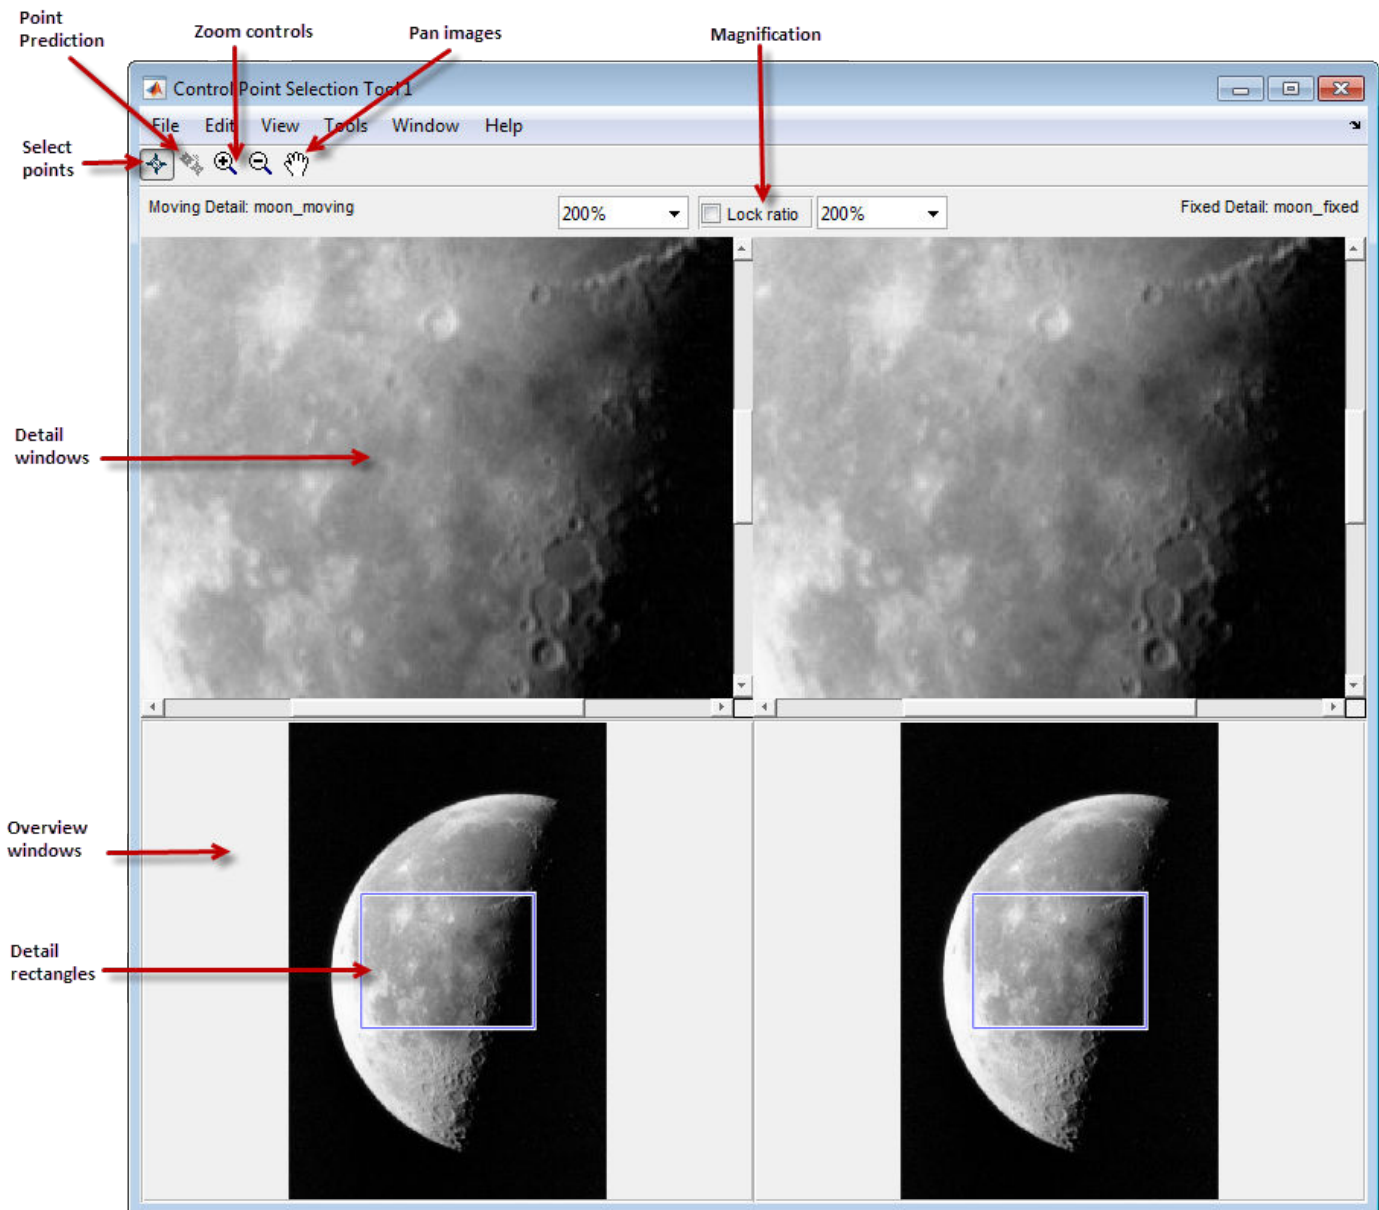 Point
Prediction
Zoom controls
Pan images
Magnification
Control Point Selection Tool 1
File Edit View Tools Window Help
Select
points
Moving Detail: moon_moving
200%
Lock ratio
200%
Fixed Detail: moon_fixed
Detail
windows
Overview
windows
Detail
rectangles